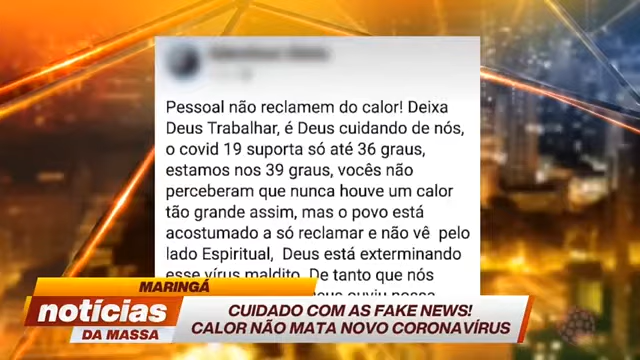 Pessoal não reclamem do calor! Deixa
Deus Trabalhar, é Deus cuidando de nós,
o covid 19 suporta só até 36 graus,
estamos nos 39 graus, vocês não
perceberam que nunca houve um calor
tão grande assim, mas o povo está
acostumado a só reclamar e não vê pelo
lado Espiritual, Deus está exterminando
esse vírus maldito. De tanto que nós
MARINGÁ
notícias
DA MASSA
CUIDADO COM AS FAKE NEWS!
CALOR NÃO MATA NOVO CORONAVÍRUS